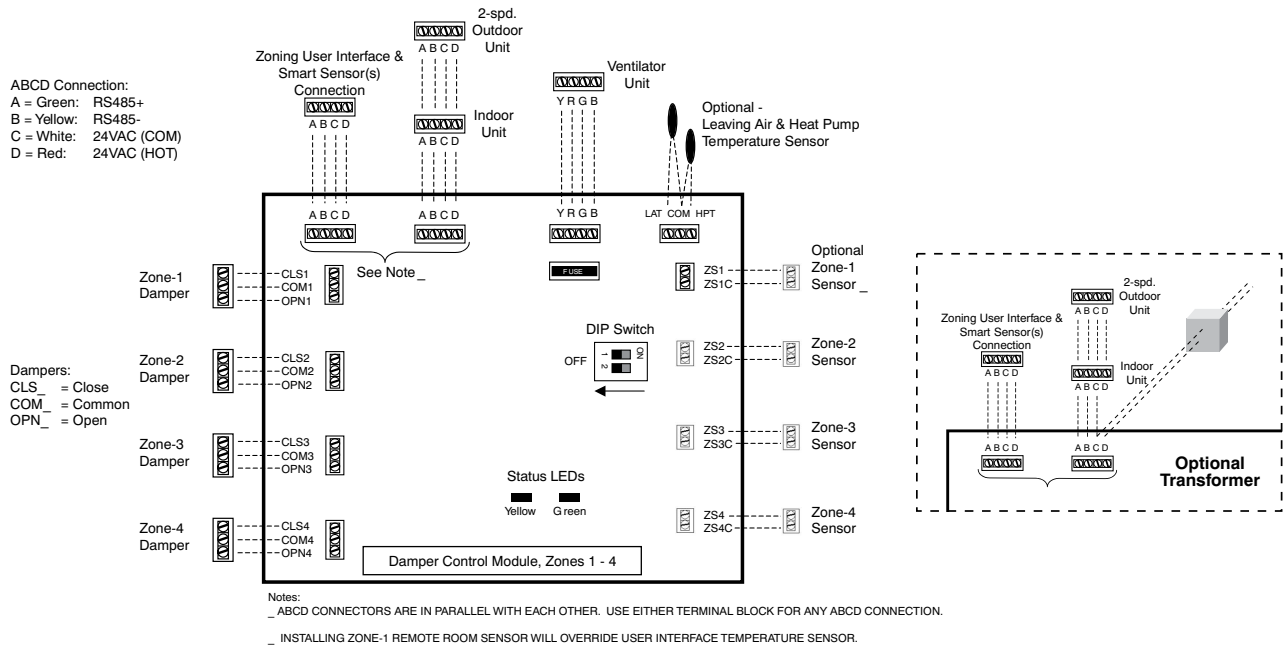 2-spd.
Outdoor
Unit
A B C D
Zoning User Interface &
Smart Sensor(s)
Connection
A B C D
Indoor
Unit
A B C D
Ventilator
Unit
Y R G B
Optional -
Leaving Air & Heat Pump
Temperature Sensor
ABCD Connection:
A = Green: RS485+
B = Yellow: RS485-
C = White: 24VAC (COM)
D = Red: 24VAC (HOT)
A B C D
A B C D
Y R G B
LAT COM HPT
See Note _
FUSE
Zone-1
Damper
CLS1
COM1
OPN1
ZS1
ZS1C
Optional
Zone-1
Sensor _
DIP Switch
OFF
ON
1
2
Zone-2
Damper
CLS2
COM2
OPN2
ZS2
ZS2C
Zone-2
Sensor
Dampers:
CLS_ = Close
COM_ = Common
OPN_ = Open
Zone-3
Damper
CLS3
COM3
OPN3
ZS3
ZS3C
Zone-3
Sensor
Status LEDs
Yellow Green
Zone-4
Damper
CLS4
COM4
OPN4
ZS4
ZS4C
Zone-4
Sensor
Damper Control Module, Zones 1 - 4
2-spd.
Outdoor
Unit
A B C D
Zoning User Interface &
Smart Sensor(s)
Connection
A B C D
Indoor
Unit
A B C D
A B C D
A B C D
Optional
Transformer
Notes:
_ ABCD CONNECTORS ARE IN PARALLEL WITH EACH OTHER. USE EITHER TERMINAL BLOCK FOR ANY ABCD CONNECTION.
_ INSTALLING ZONE-1 REMOTE ROOM SENSOR WILL OVERRIDE USER INTERFACE TEMPERATURE SENSOR.